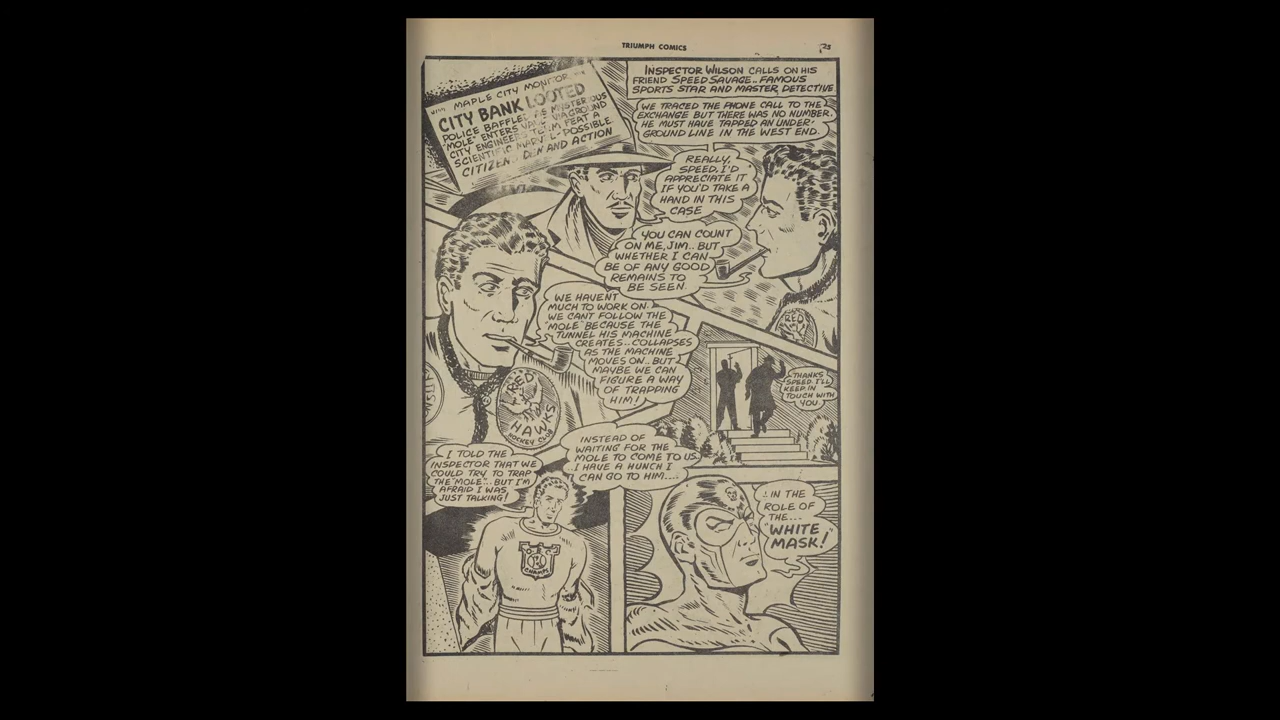 TRIUMPH COMICS
23
MAPLE CITY MONITOR
CITY BANK LOOTED
POLICE BAFFLED AS MYSTERIOUS
MOLE" ENTERS VAULT VIA GROUND
CITY ENGINEERS FEAT A
SCIENTIFIC POSSIBLE.
CITIZENS AND ACTION
INSPECTOR WILSON CALLS ON HIS
FRIEND SPEED SAVAGE.. FAMOUS
SPORTS STAR AND MASTER DETECTIVE
WE TRACED THE PHONE CALL TO THE
EXCHANGE BUT THERE WAS NO NUMBER.
HE MUST HAVE TAPPED AN UNDER-
GROUND LINE IN THE WEST END.
REALLY,
SPEED, I'D
APPRECIATE IT
IF YOU'D TAKE A
HAND IN THIS
CASE
YOU CAN COUNT
ON ME, JIM.. BUT
WHETHER I CAN
BE OF ANY GOOD
REMAINS TO
BE SEEN.
RED
WE HAVENT
MUCH TO WORK ON.
WE CANT FOLLOW THE
"MOLE" BECAUSE THE
TUNNEL HIS MACHINE
CREATES.. COLLAPSES
AS THE MACHINE
MOVES ON.. BUT
MAYBE WE CAN
FIGURE A WAY
OF TRAPPING
HIM!
RED
HAWKS
HOCKEY CLUB
THANKS
SPEED. I'LL
KEEP IN
TOUCH WITH
YOU.
I TOLD THE
INSPECTOR THAT WE
COULD TRY TO TRAP
THE "MOLE".. BUT I'M
AFRAID I WAS
JUST TALKING!
INSTEAD OF
WAITING FOR THE
MOLE TO COME TO US.
I HAVE A HUNCH I
CAN GO TO HIM....
CHAMPS
..IN THE
ROLE OF
THE...
"WHITE
MASK!"